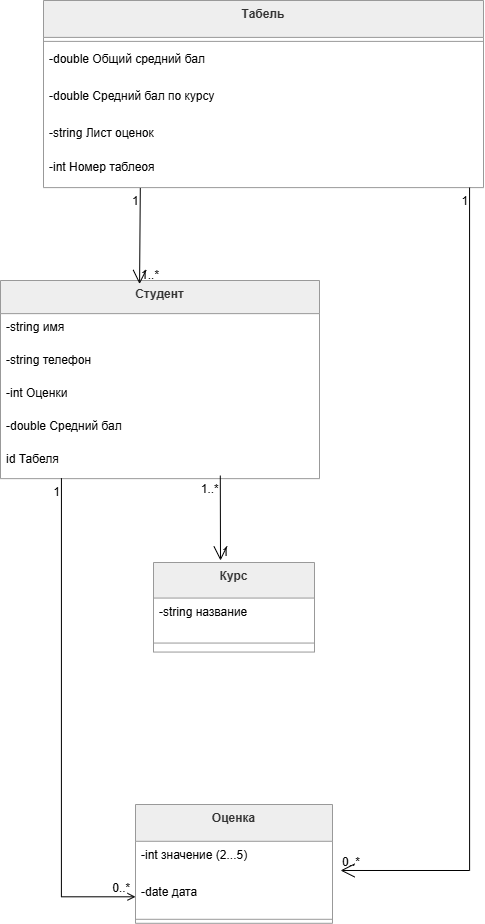 Табель
-double Общий средний бал
-double Средний бал по курсу
-string Лист оценок
-int Номер таблеоя
1
1
1..*
Студент
-string имя
-string телефон
-int Оценки
-double Средний бал
id Табеля
1
1..*
1
Курс
-string название
Оценка
-int значение (2...5)
0..*
0..*
-date дата